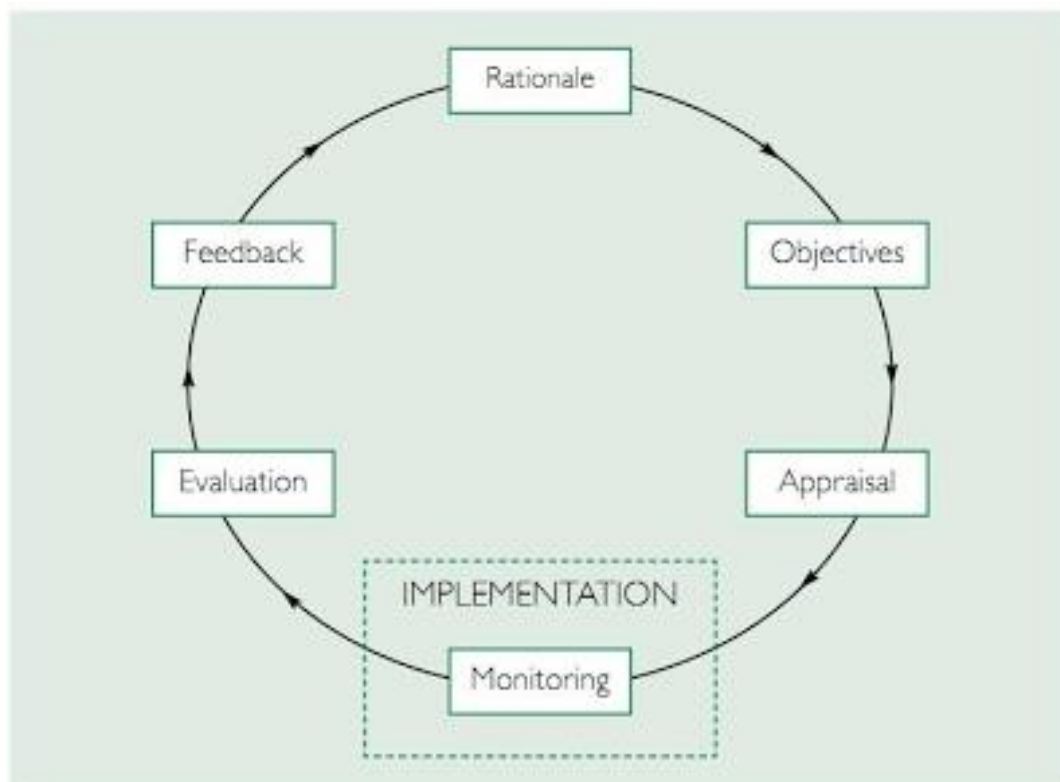 Rationale
Objectives
Appraisal
IMPLEMENTATION
Monitoring
Evaluation
Feedback